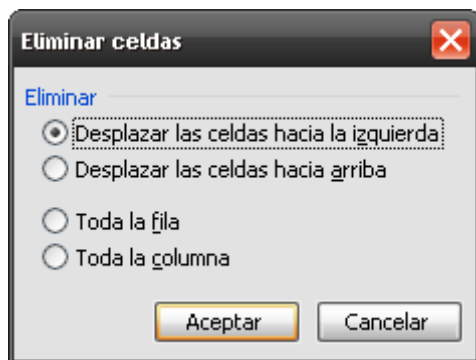 Eliminar celdas
Eliminar
Desplazar las celdas hacia la izquierda
Desplazar las celdas hacia arriba
Toda la fila
Toda la columna
Aceptar
Cancelar